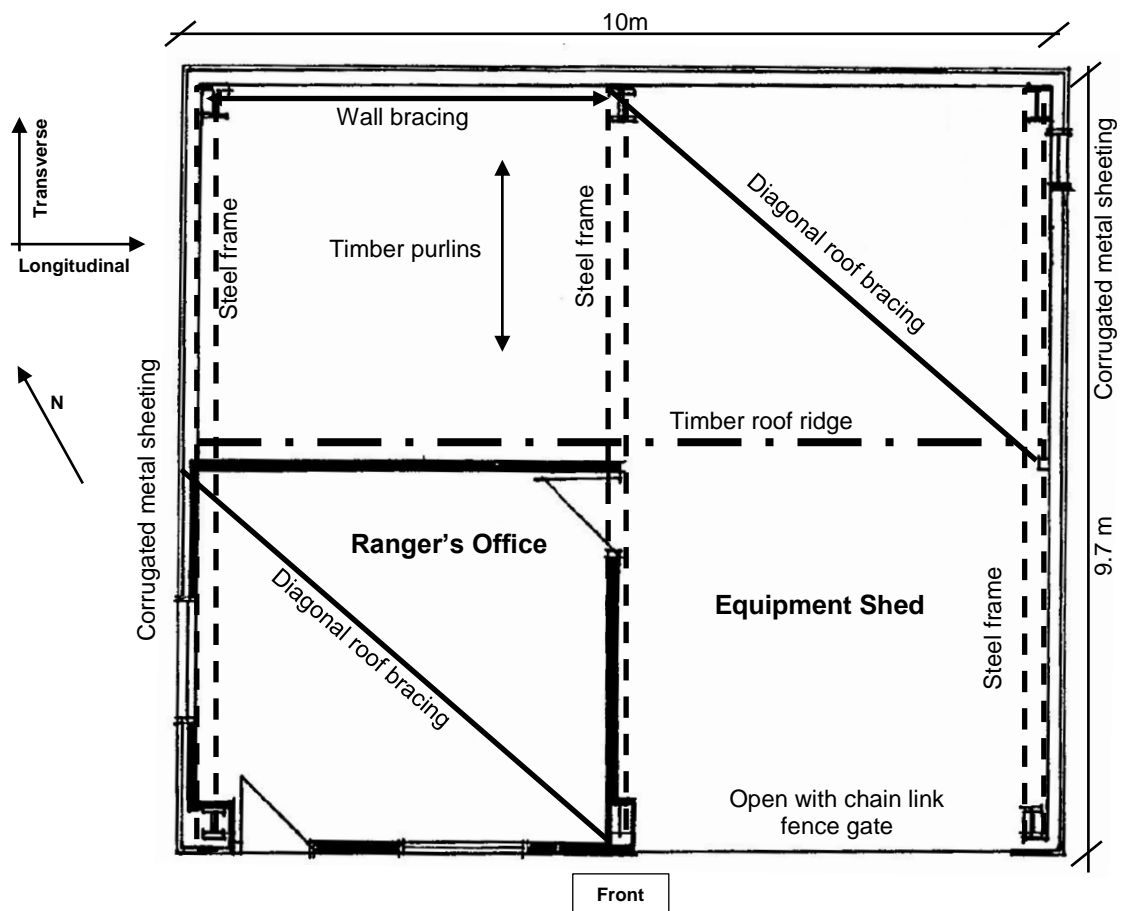 10m
Wall bracing
Transverse
Longitudinal
Steel frame
Timber purlins
Steel frame
Diagonal roof bracing
Corrugated metal sheeting
N
Timber roof ridge
Corrugated metal sheeting
Ranger's Office
Diagonal roof bracing
Equipment Shed
9.7 m
Steel frame
Open with chain link
fence gate
Front